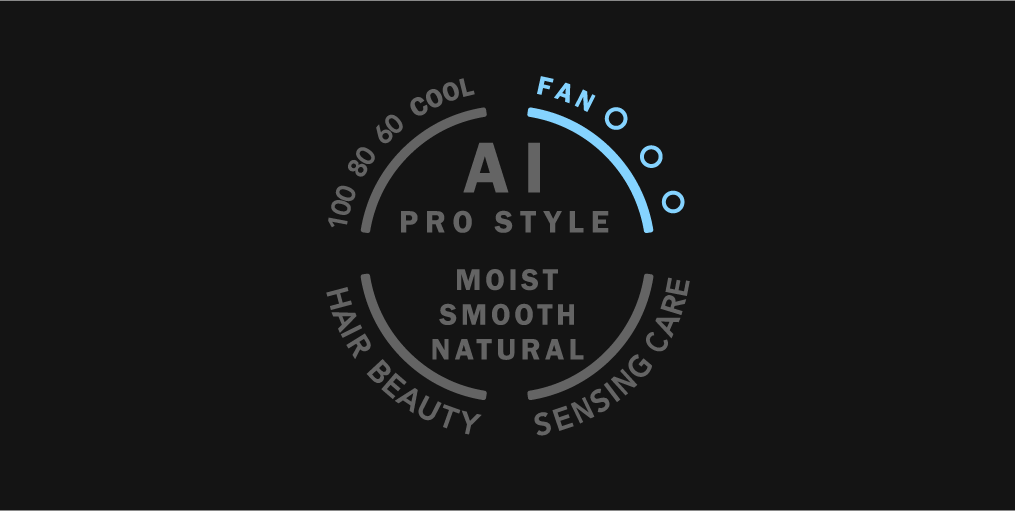 100 80 60 COOL
FAN
AI
PRO STYLE
MOIST
SMOOTH
NATURAL
HAIR BEAUTY
SENSING CARE